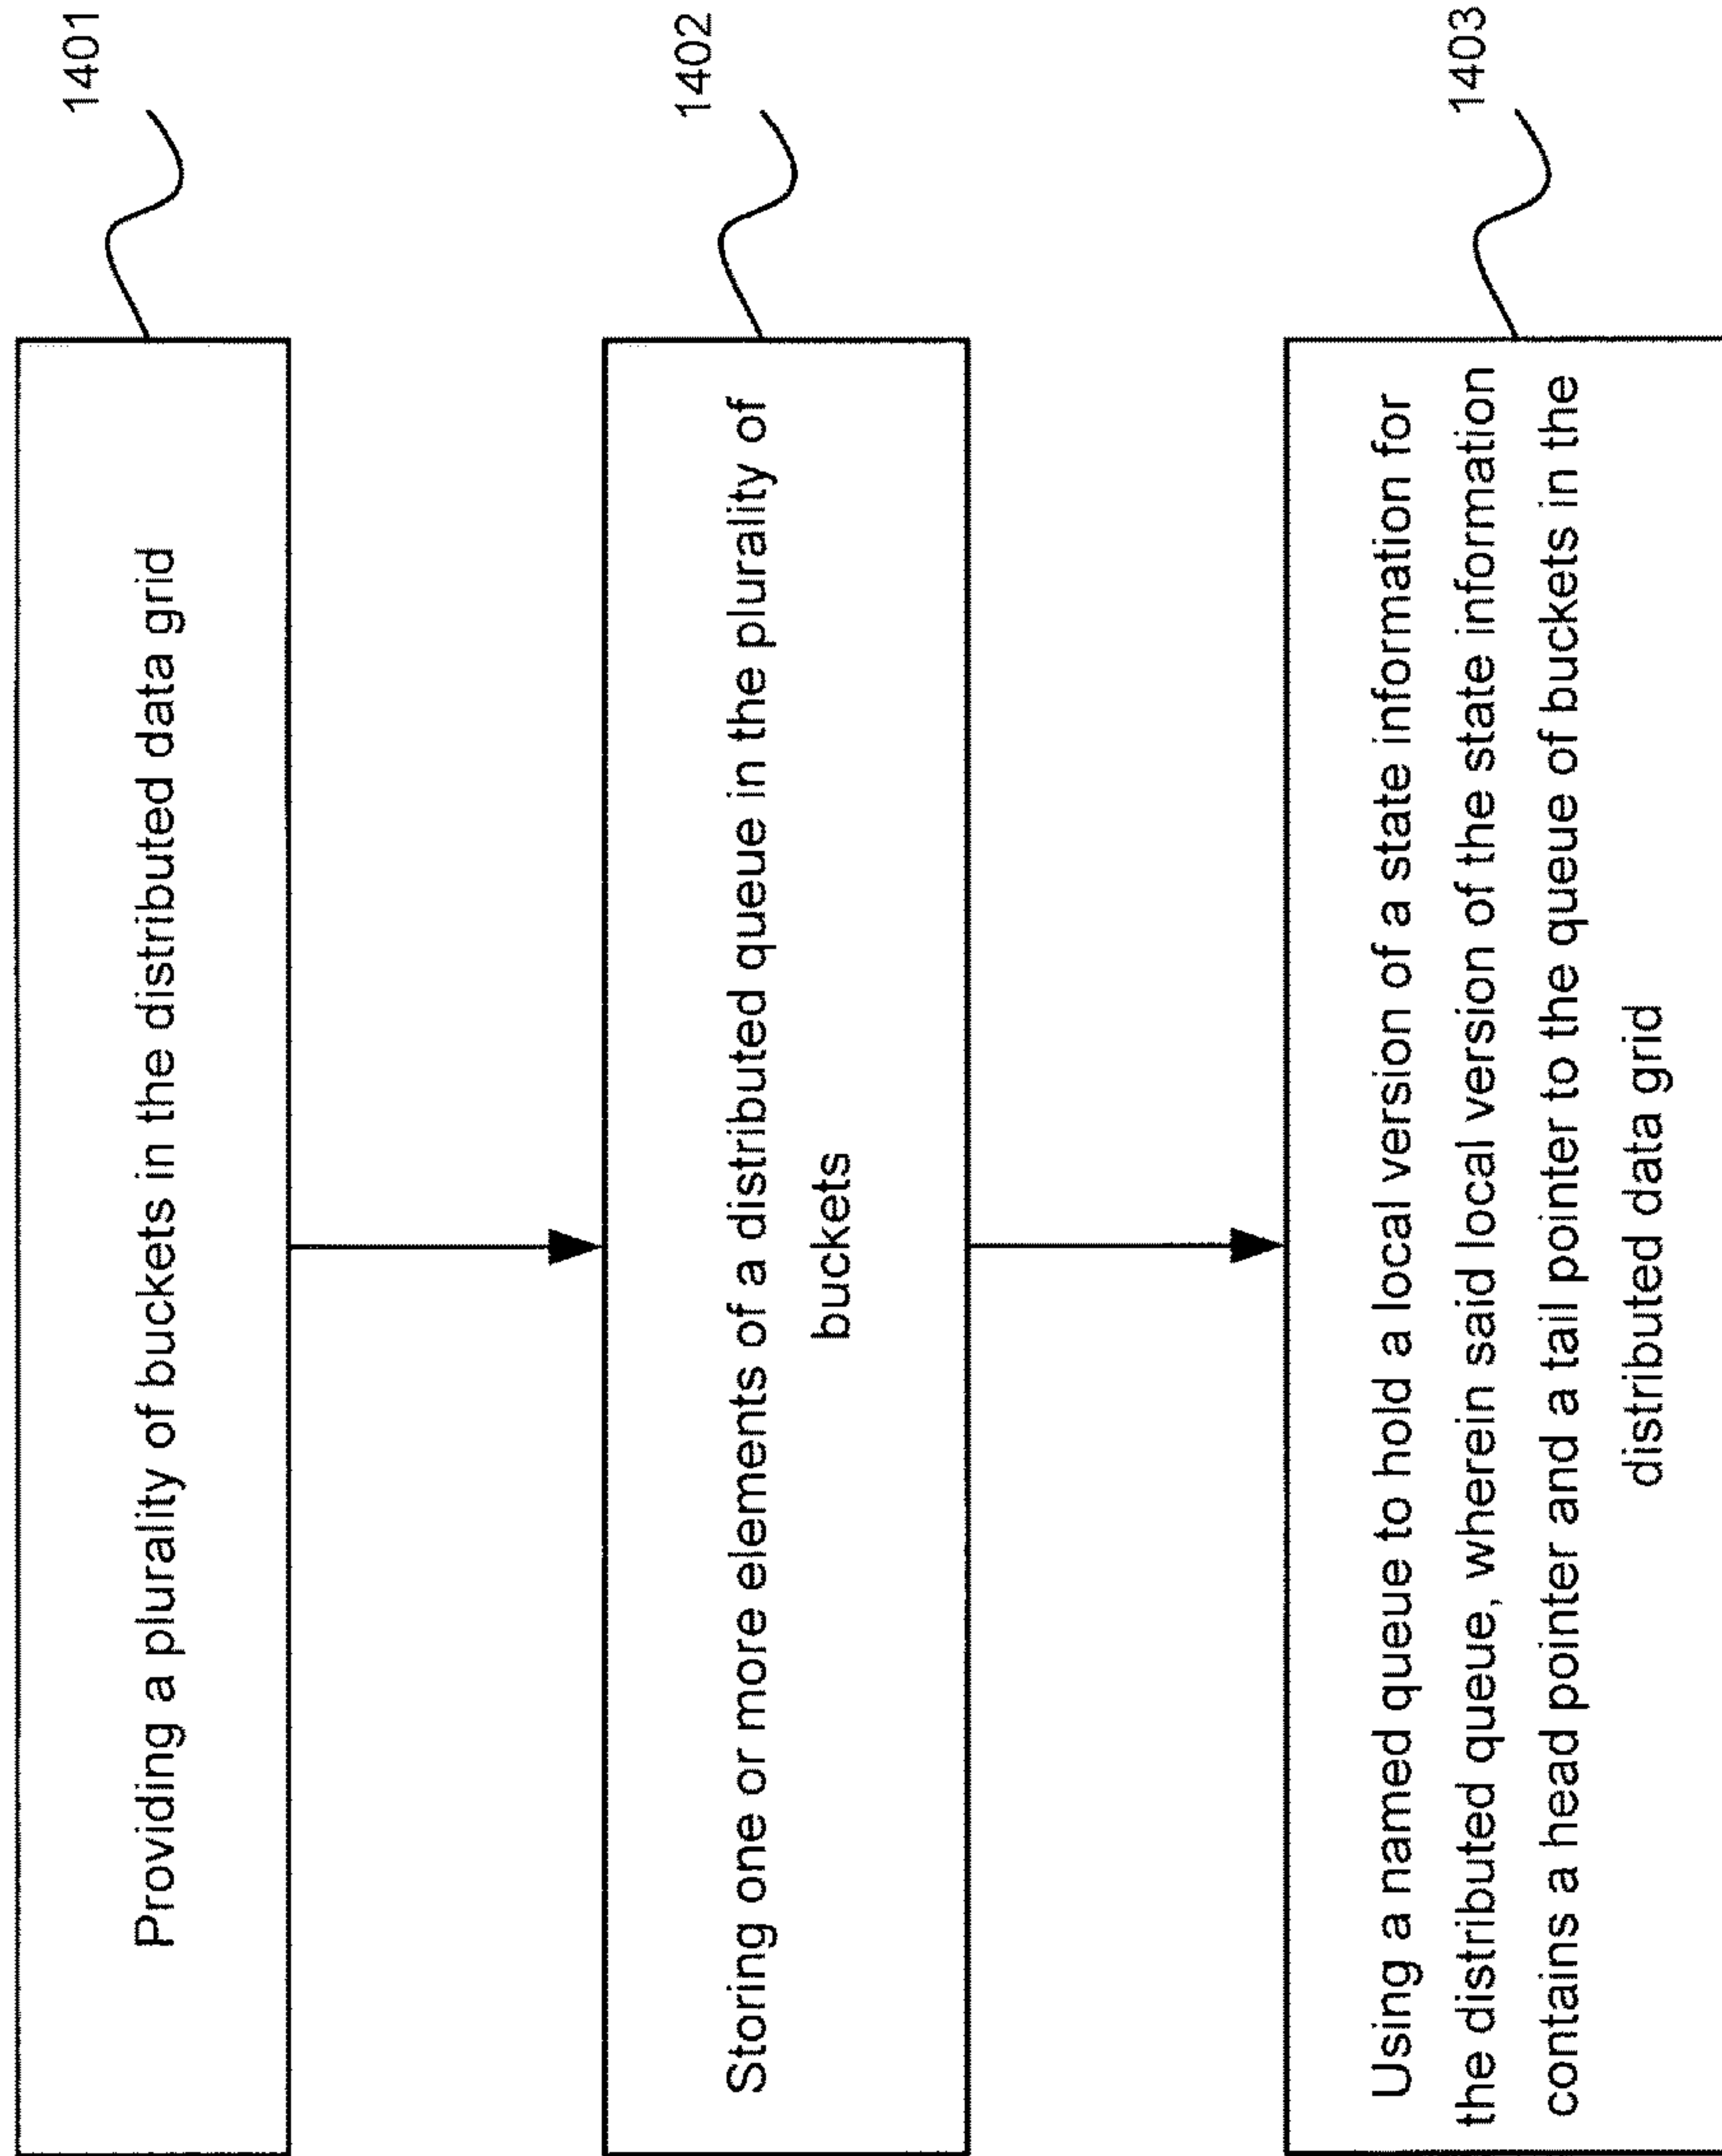 Providing a plurality of buckets in the distributed data grid
1401
Storing one or more elements of a distributed queue in the plurality of
buckets
1402
Using a named queue to hold a local version of a state information for
the distributed queue, wherein said local version of the state information
contains a head pointer and a tail pointer to the queue of buckets in the
distributed data grid
1403